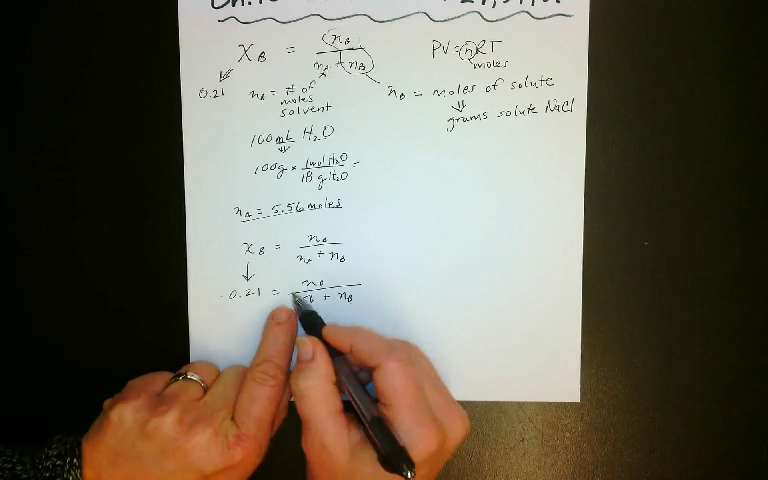 X_B = n_B / (n_A + n_B)
PV = nRT
moles
0.21
n_A = # of moles solvent
n_B = moles of solute
grams solute NaCl
100 mL H₂O
100g × 1 mol H₂O / 18 g H₂O =
n_A = 5.56 moles
X_B = n_B / (n_A + n_B)
0.21 = n_B / + n_B